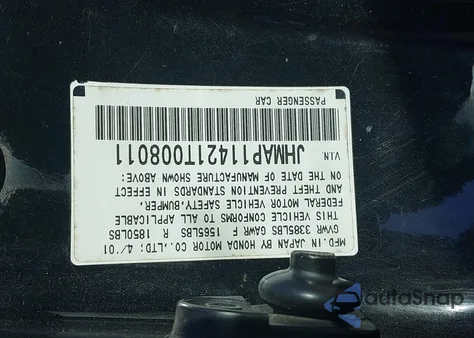 MFD.IN JAPAN BY HONDA MOTOR CO.,LTD; 4/'01
GVWR 3385LBS GAWR F 1565LBS R 1850LBS
THIS VEHICLE CONFORMS TO ALL APPLICABLE
FEDERAL MOTOR VEHICLE SAFETY,BUMPER,
AND THEFT PREVENTION STANDARDS IN EFFECT
ON THE DATE OF MANUFACTURE SHOWN ABOVE:
V.I.N. JHMAP11421T008011
PASSENGER CAR
autoSnap